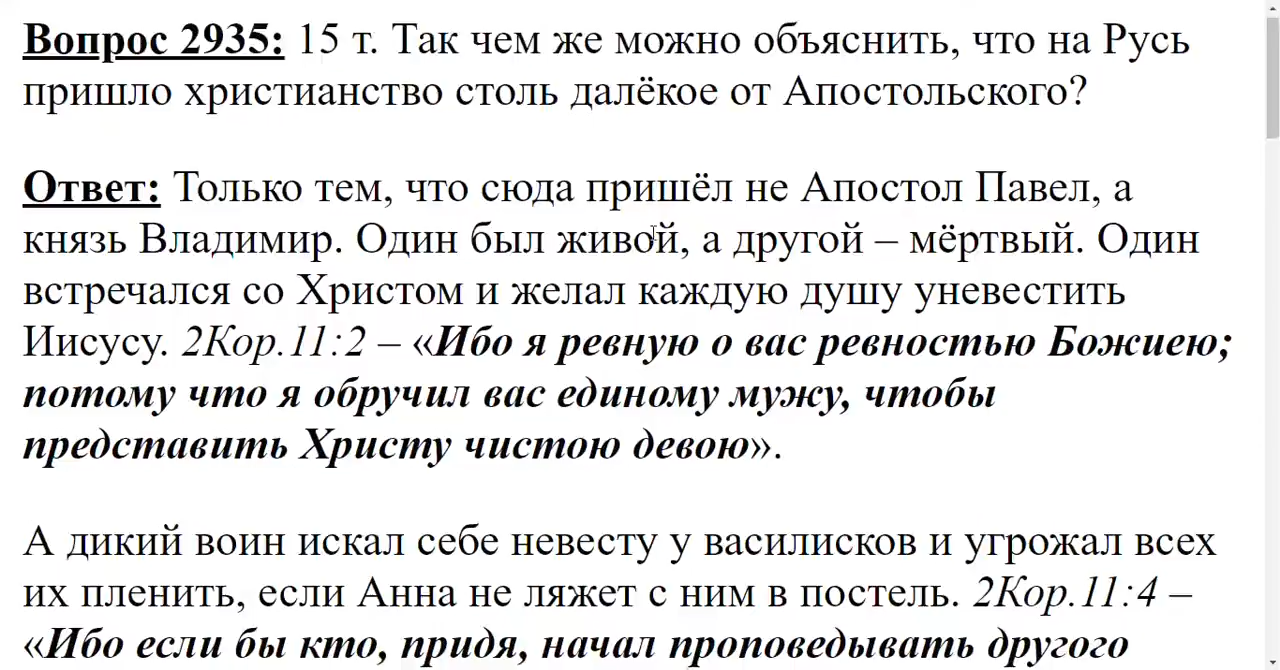 Вопрос 2935: 15 т. Так чем же можно объяснить, что на Русь
пришло христианство столь далёкое от Апостольского?
Ответ: Только тем, что сюда пришёл не Апостол Павел, а
князь Владимир. Один был живой, а другой – мёртвый. Один
встречался со Христом и желал каждую душу уневестить
Иисусу. 2Кор.11:2 – «Ибо я ревную о вас ревностью Божиею;
потому что я обручил вас единому мужу, чтобы
представить Христу чистою девою».
А дикий воин искал себе невесту у василисков и угрожал всех
их пленить, если Анна не ляжет с ним в постель. 2Кор.11:4 –
«Ибо если бы кто, придя, начал проповедывать другого